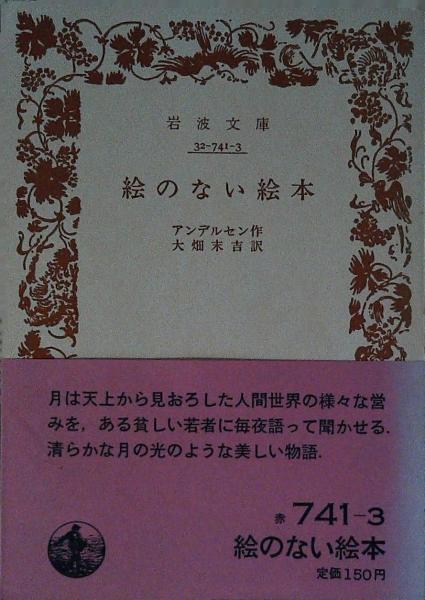 岩波文庫
32-741-3
絵のない絵本
アンデルセン作
大畑末吉訳
月は天上から見おろした人間世界の様々な営
みを，ある貧しい若者に毎夜語って聞かせる．
清らかな月の光のような美しい物語．
赤 741-3
絵のない絵本
定価150円